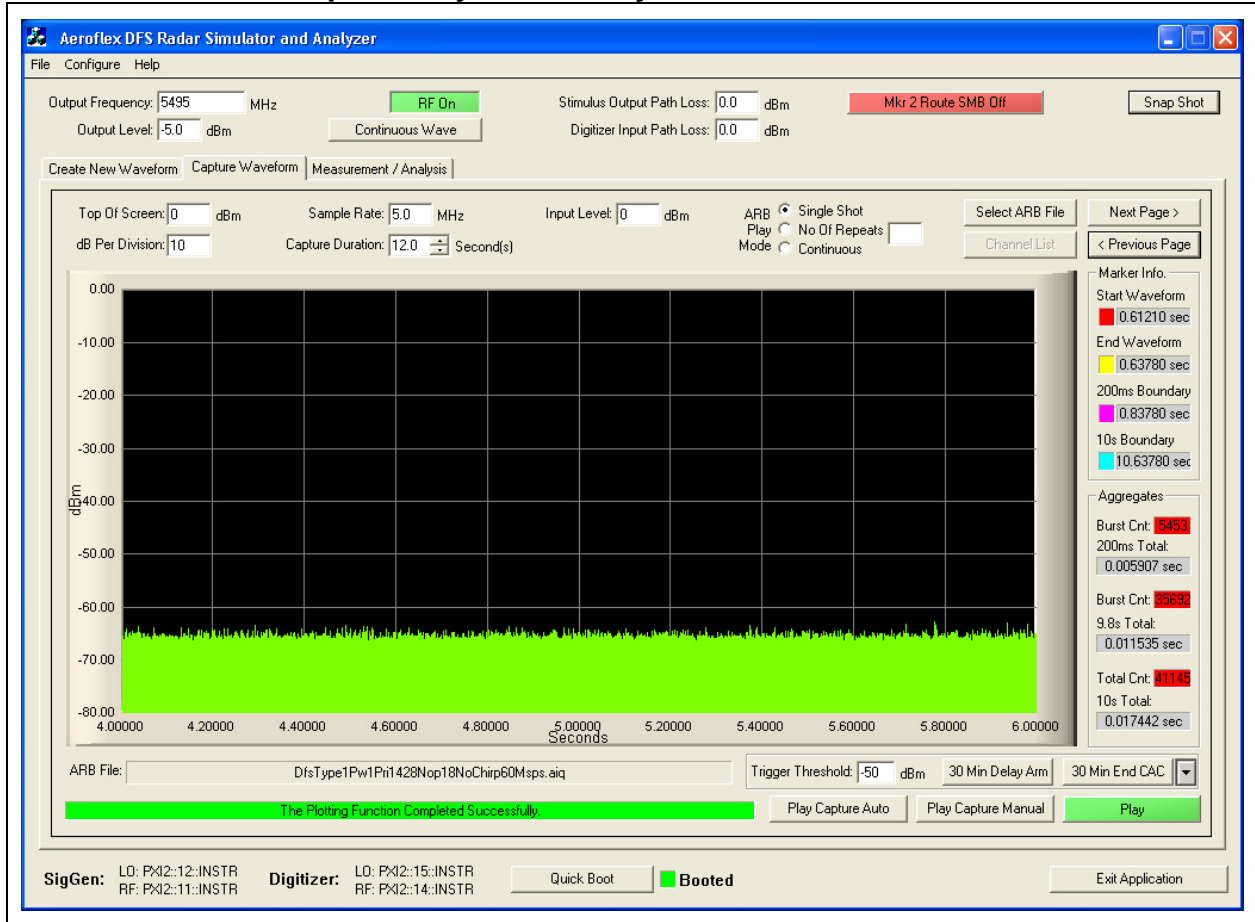 Aeroflex DFS Radar Simulator and Analyzer
File Configure Help
Output Frequency: 5495 MHz
RF On
Stimulus Output Path Loss: 0.0 dBm
Mkr 2 Route SMB Off
Snap Shot
Output Level: -5.0 dBm
Continuous Wave
Digitizer Input Path Loss: 0.0 dBm
Create New Waveform Capture Waveform Measurement / Analysis
Top Of Screen: 0 dBm
Sample Rate: 5.0 MHz
Input Level: 0 dBm
ARB Play Mode
Single Shot
No Of Repeats
Continuous
Select ARB File
Next Page >
dB Per Division: 10
Capture Duration: 12.0 Second(s)
Channel List
< Previous Page
0.00
-10.00
-20.00
-30.00
-40.00
-50.00
-60.00
-70.00
-80.00
dBm
4.00000 4.20000 4.40000 4.60000 4.80000 5.00000 5.20000 5.40000 5.60000 5.80000 6.00000
Seconds
Marker Info.
Start Waveform
0.61210 sec
End Waveform
0.63780 sec
200ms Boundary
0.83780 sec
10s Boundary
10.63780 sec
Aggregates
Burst Cnt: 5453
200ms Total:
0.005907 sec
Burst Cnt: 35692
9.8s Total:
0.011535 sec
Total Cnt: 41145
10s Total:
0.017442 sec
ARB File: DfsType1Pw1Pri1428Nop18NoChirp60Msps.aiq
Trigger Threshold: -50 dBm
30 Min Delay Arm
30 Min End CAC
The Plotting Function Completed Successfully.
Play Capture Auto
Play Capture Manual
Play
SigGen: LO: PXI2::12::INSTR
RF: PXI2::11::INSTR
Digitizer: LO: PXI2::15::INSTR
RF: PXI2::14::INSTR
Quick Boot
Booted
Exit Application